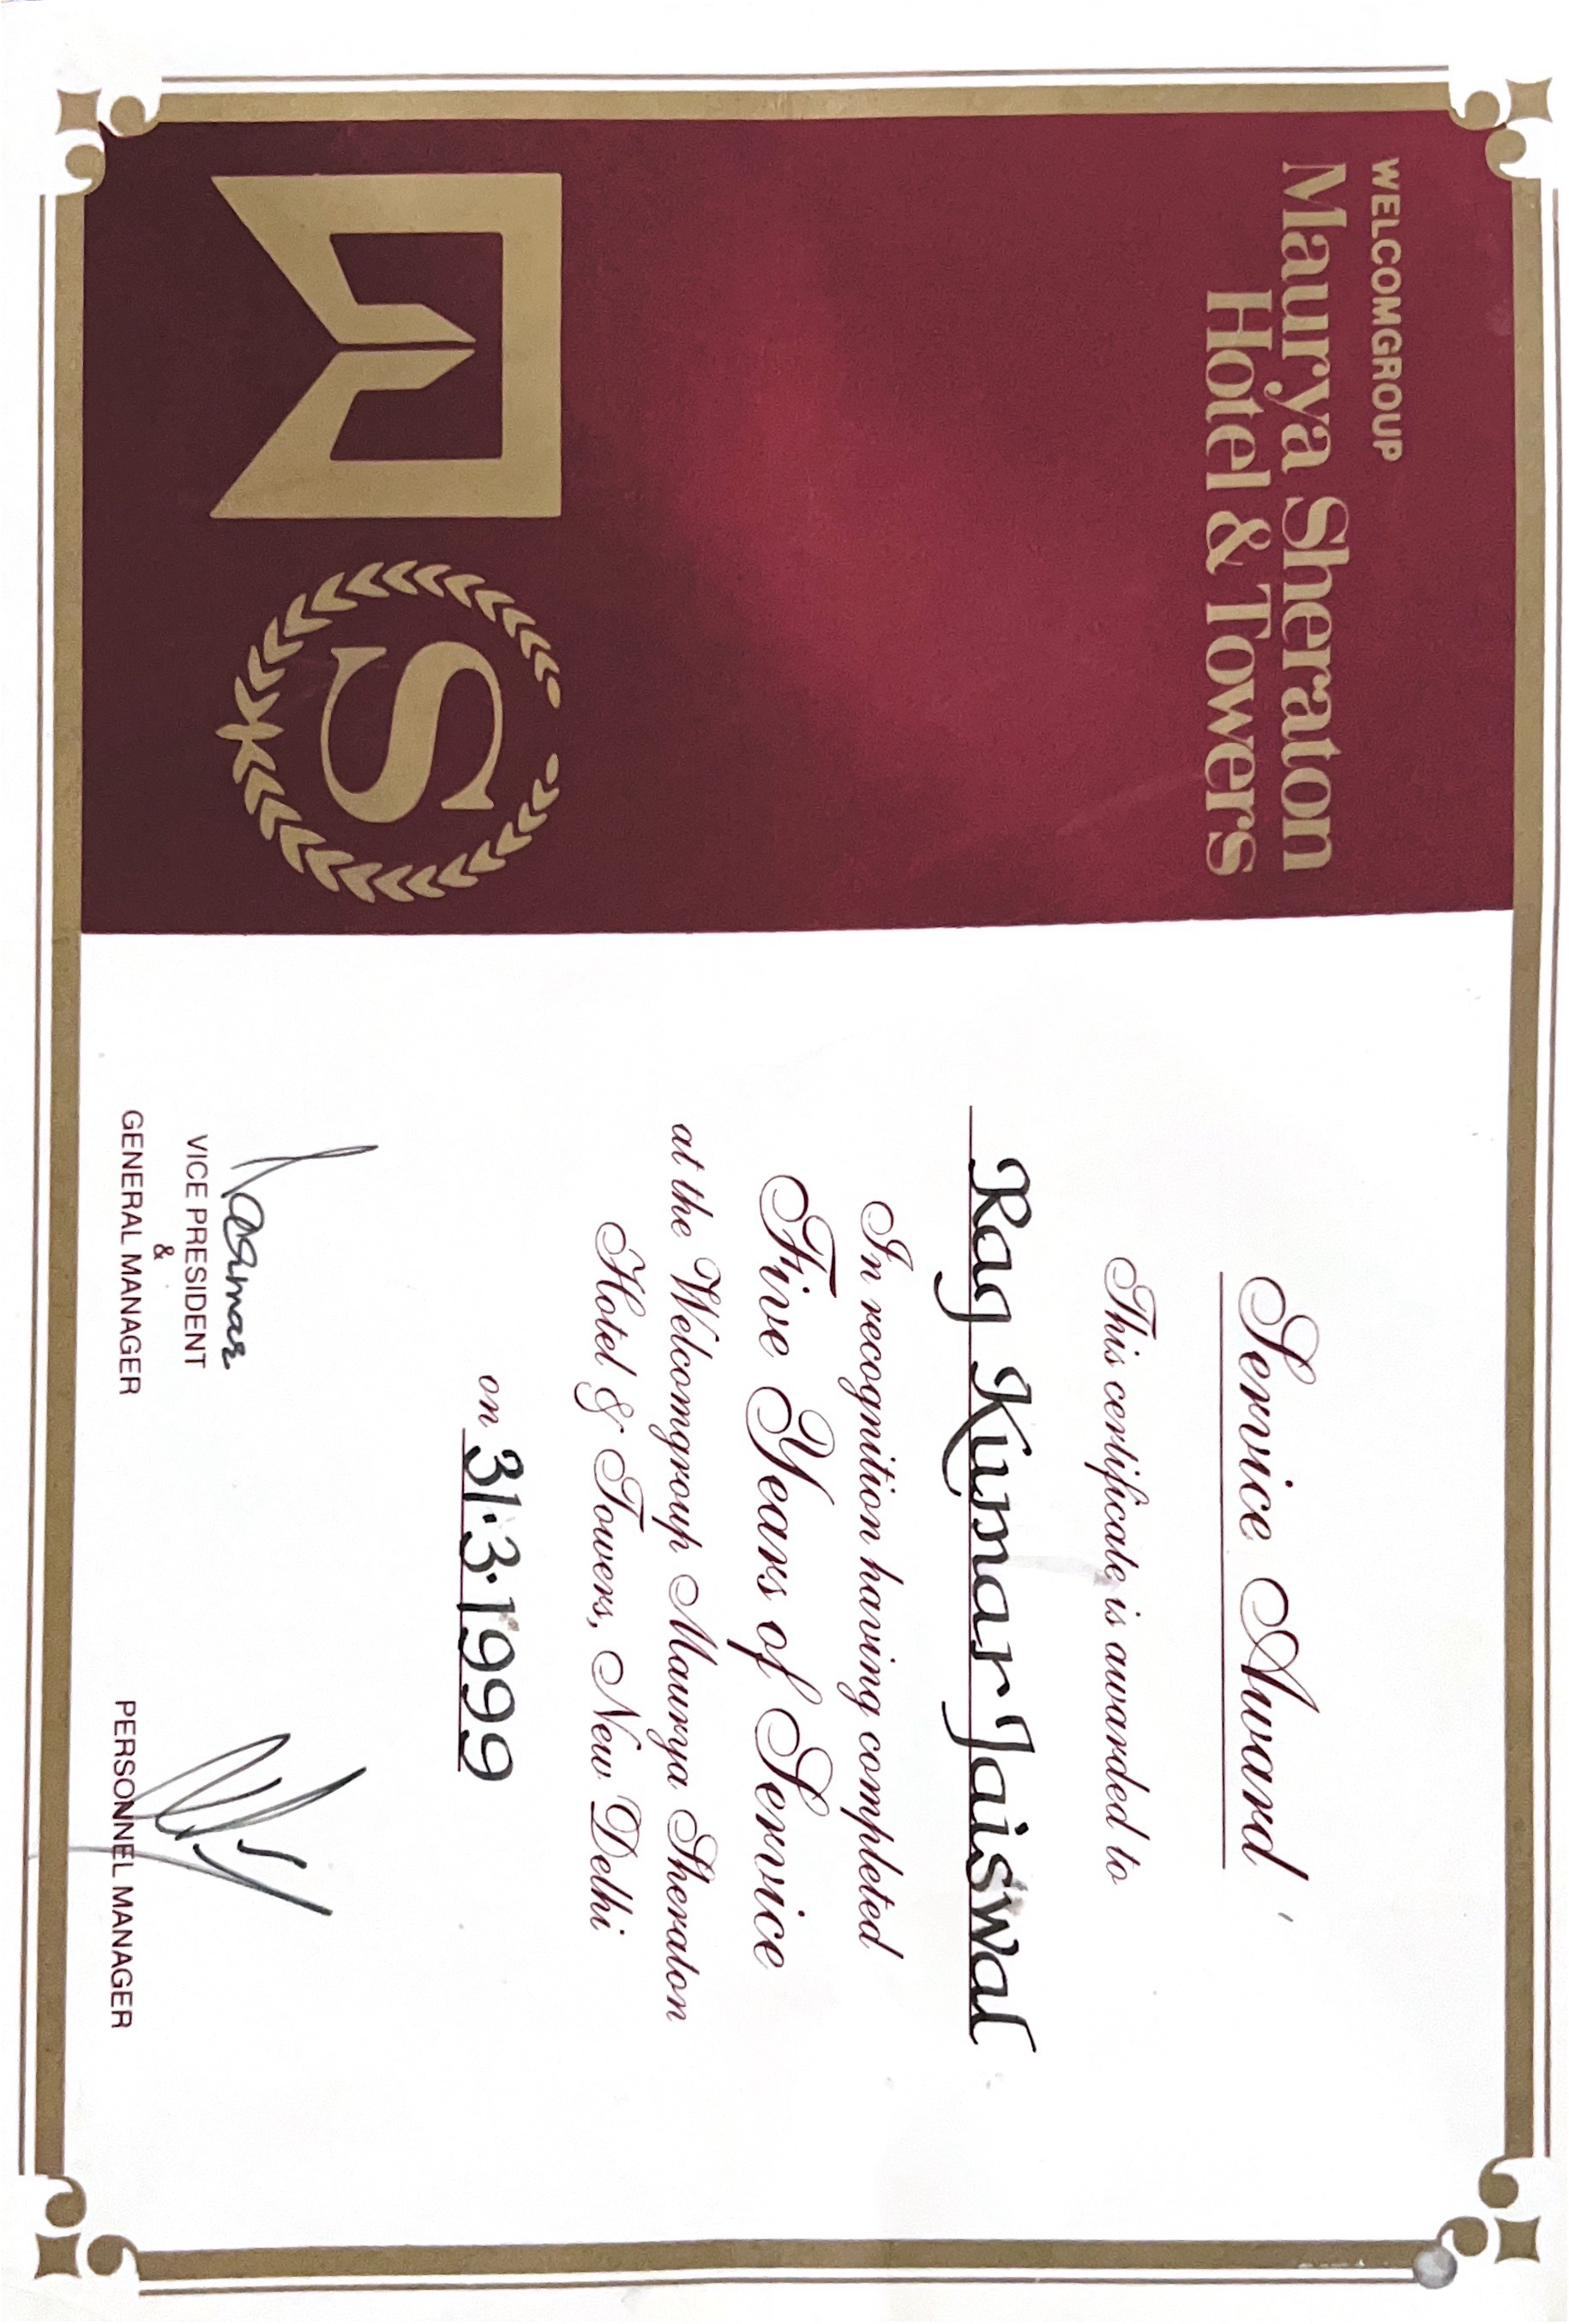 WELCOMGROUP
Maurya Sheraton
Hotel & Towers
S
Service Award
This certificate is awarded to
Raj Kumar Jaiswal
In recognition having completed
Five Years of Service
at the Welcomgroup Maurya Sheraton
Hotel & Towers, New Delhi
on 31.3.1999
VICE PRESIDENT
&
GENERAL MANAGER
PERSONNEL MANAGER